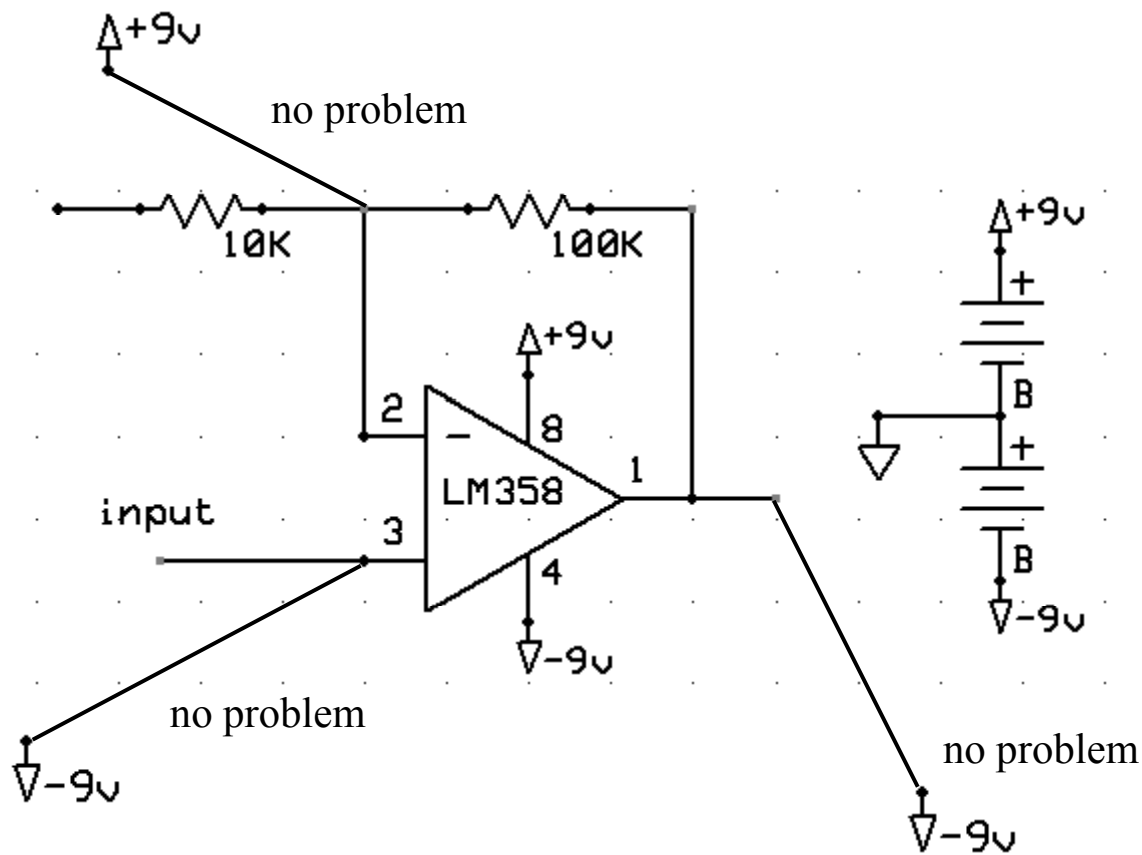 +9v
no problem
10K
100K
+9v
+
B
+
B
-9v
+9v
2
-
8
LM358
1
input
3
4
-9v
no problem
-9v
no problem
-9v